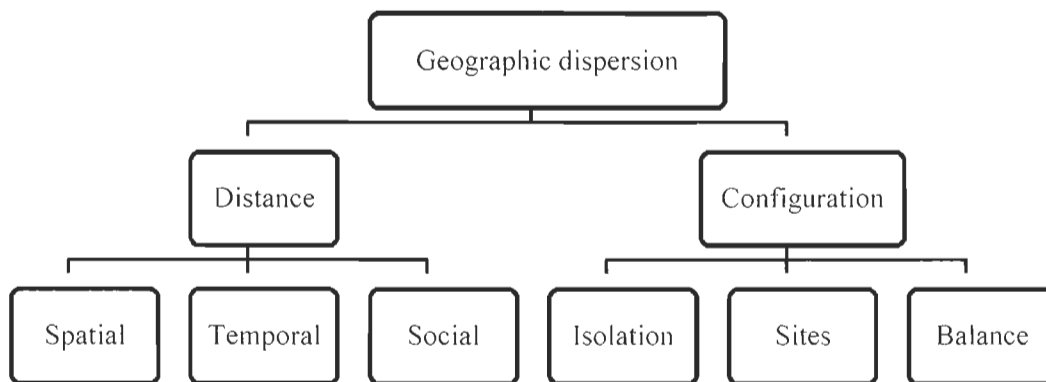 Geographic dispersion
Distance
Configuration
Spatial
Temporal
Social
Isolation
Sites
Balance